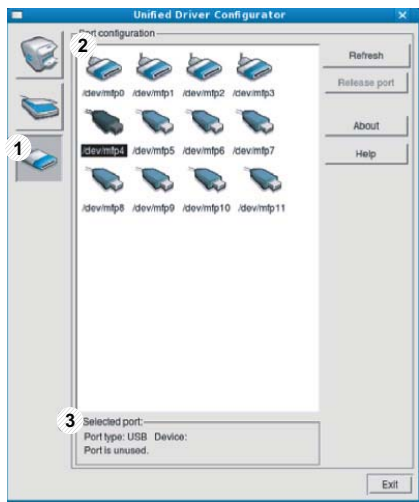 Unified Driver Configurator
Port configuration
2
/dev/mfp0 /dev/mfp1 /dev/mfp2 /dev/mfp3
/dev/mfp4 /dev/mfp5 /dev/mfp6 /dev/mfp7
/dev/mfp8 /dev/mfp9 /dev/mfp10 /dev/mfp11
Refresh
Release port
About
Help
1
3
Selected port:
Port type: USB Device:
Port is unused.
Exit